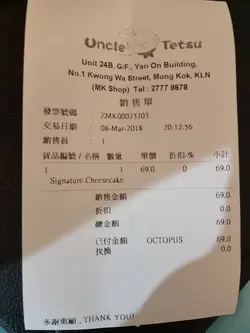 Uncle Tetsu
Unit 24B, G/F., Yan On Building,
No.1 Kwong Wa Street, Mong Kok, KLN
(MK Shop) Tel : 2777 9878
銷售單
發票號碼 : ZMK00073703
交易日期 : 08-Mar-2018 20:12:56
銷售員 : 1
貨品編號 / 名稱 數量 單價 折扣-% 小計
1 1 69.0 69.0
Signature Cheesecake
銷售金額 69.0
折扣 0.0
總金額 69.0
已付金額 OCTOPUS 69.0
找換 0.0
多謝惠顧 , THANK YOU!